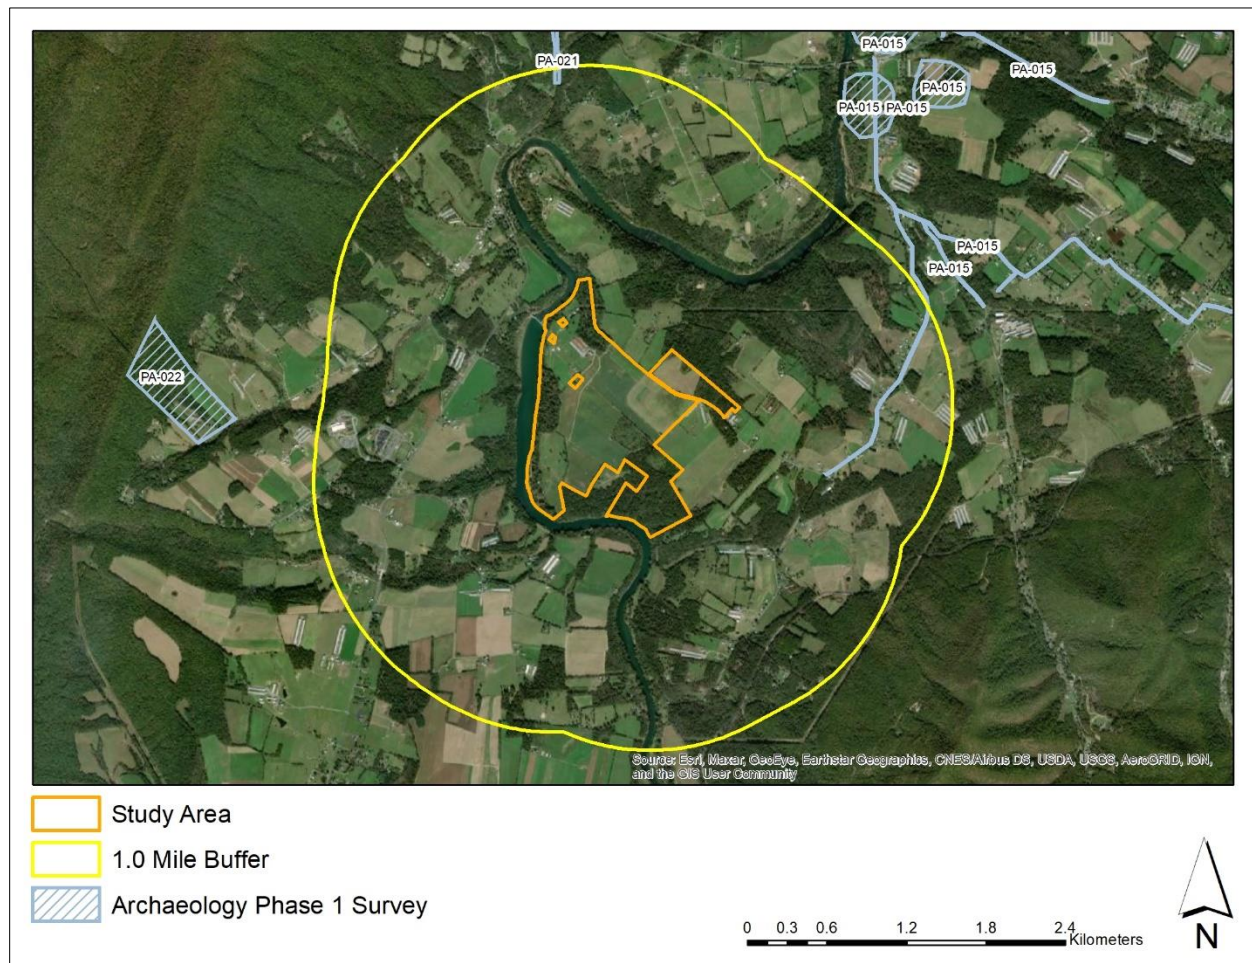 PA-021
PA-015
PA-015
PA-015
PA-015
PA-015
PA-015
PA-015
PA-022
Source: Esri, Maxar, GeoEye, Earthstar Geographics, CNES/Airbus DS, USDA, USGS, AeroGRID, IGN,
and the GIS User Community
Study Area
1.0 Mile Buffer
Archaeology Phase 1 Survey
0 0.3 0.6 1.2 1.8 2.4
Kilometers
N